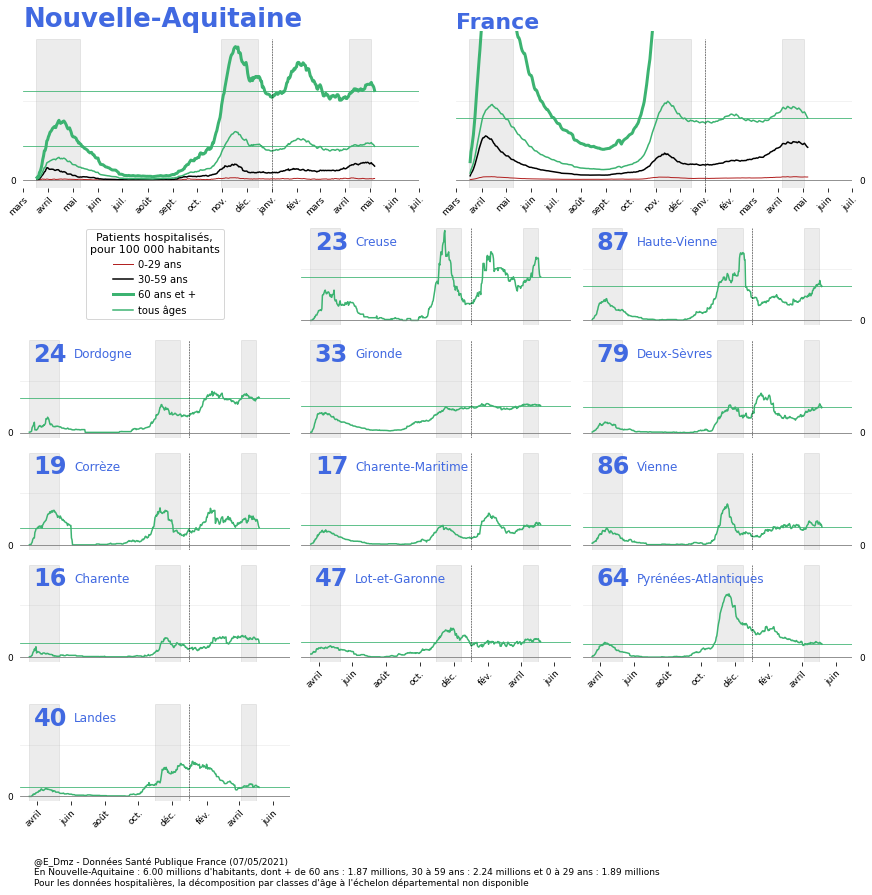 Nouvelle-Aquitaine
France
0
0
mars avril mai juin juil. août sept. oct. nov. déc. janv. fév. mars avril mai juin juil.
mars avril mai juin juil. août sept. oct. nov. déc. janv. fév. mars avril mai juin juil.
Patients hospitalisés,
pour 100 000 habitants
0-29 ans
30-59 ans
60 ans et +
tous âges
23 Creuse
87 Haute-Vienne
0
24 Dordogne
33 Gironde
79 Deux-Sèvres
0
0
19 Corrèze
17 Charente-Maritime
86 Vienne
0
0
16 Charente
47 Lot-et-Garonne
64 Pyrénées-Atlantiques
0
0
avril juin août oct. déc. fév. avril juin
avril juin août oct. déc. fév. avril juin
40 Landes
0
avril juin août oct. déc. fév. avril juin
@E_Dmz - Données Santé Publique France (07/05/2021)
En Nouvelle-Aquitaine : 6.00 millions d'habitants, dont + de 60 ans : 1.87 millions, 30 à 59 ans : 2.24 millions et 0 à 29 ans : 1.89 millions
Pour les données hospitalières, la décomposition par classes d'âge à l'échelon départemental non disponible